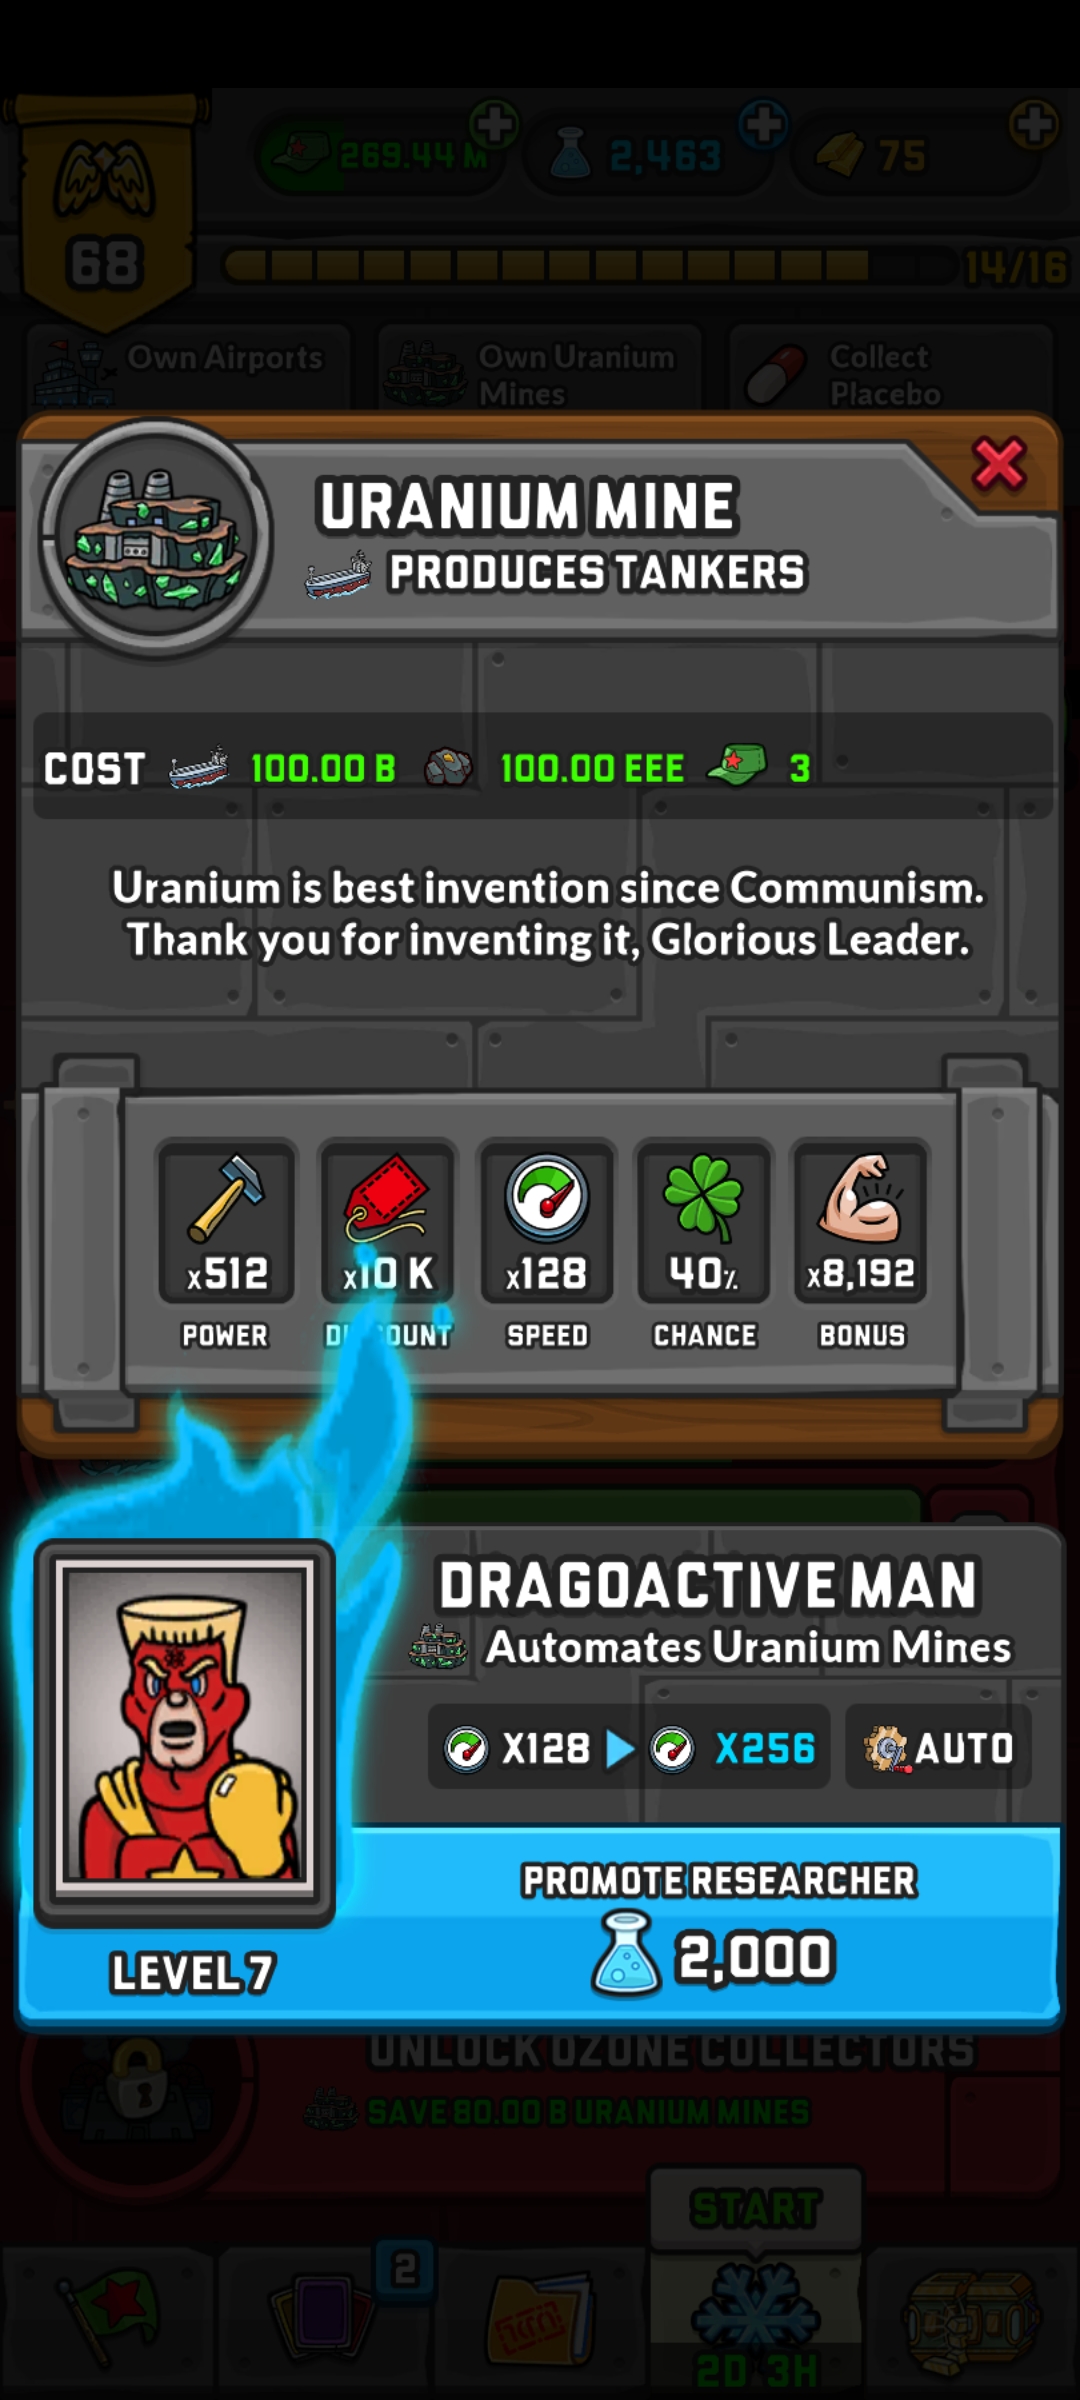 269.44 M
2,463
75
68
14/16
Own Airports
Own Uranium
Mines
Collect
Placebo
URANIUM MINE
PRODUCES TANKERS
COST 100.00 B 100.00 EEE 3
Uranium is best invention since Communism.
Thank you for inventing it, Glorious Leader.
x512 x10 K x128 40% x8,192
POWER DISCOUNT SPEED CHANCE BONUS
DRAGOACTIVE MAN
Automates Uranium Mines
X128 X256 AUTO
PROMOTE RESEARCHER
2,000
LEVEL 7
UNLOCK OZONE COLLECTORS
SAVE 80.00 B URANIUM MINES
START
2
2D 3H